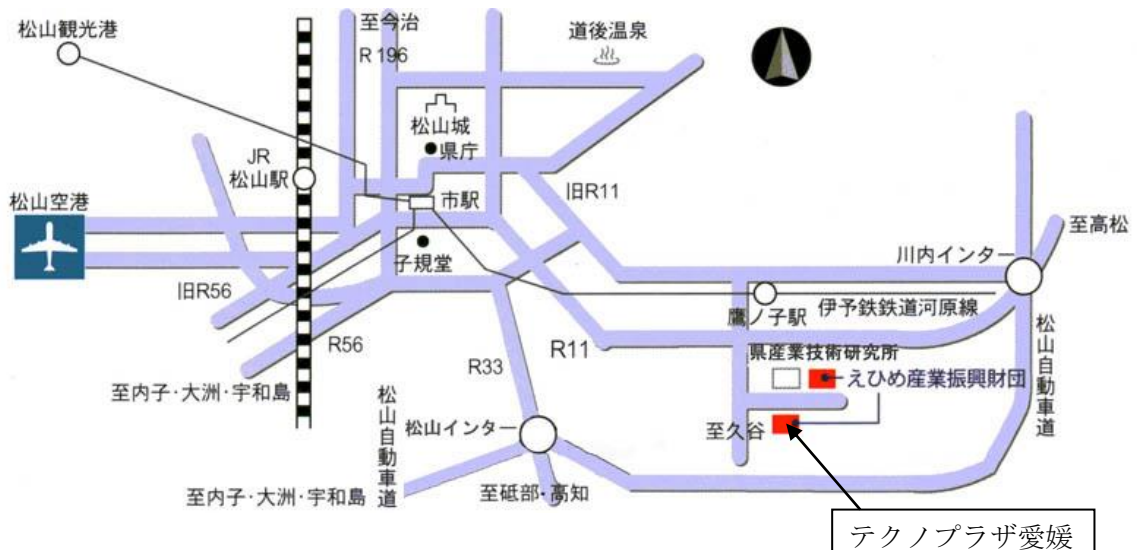 松山観光港
至今治
R 196
道後温泉
松山城
県庁
JR
松山駅
旧R11
松山空港
市駅
至高松
子規堂
川内インター
旧R56
鷹ノ子駅
伊予鉄鉄道河原線
R56
R33
R11
県産業技術研究所
えひめ産業振興財団
至内子・大洲・宇和島
松山自動車道
松山自動車道
松山インター
至久谷
至内子・大洲・宇和島
至砥部・高知
テクノプラザ愛媛